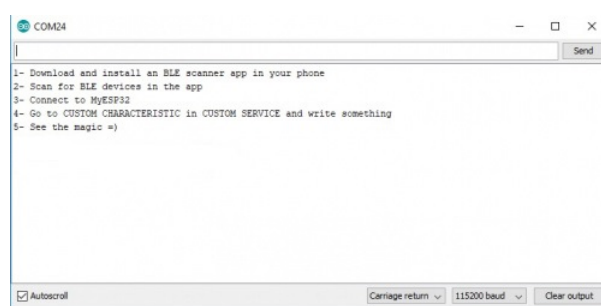 COM24
Send
1- Download and install an BLE scanner app in your phone
2- Scan for BLE devices in the app
3- Connect to MyESP32
4- Go to CUSTOM CHARACTERISTIC in CUSTOM SERVICE and write something
5- See the magic =)
Autoscroll
Carriage return
115200 baud
Clear output